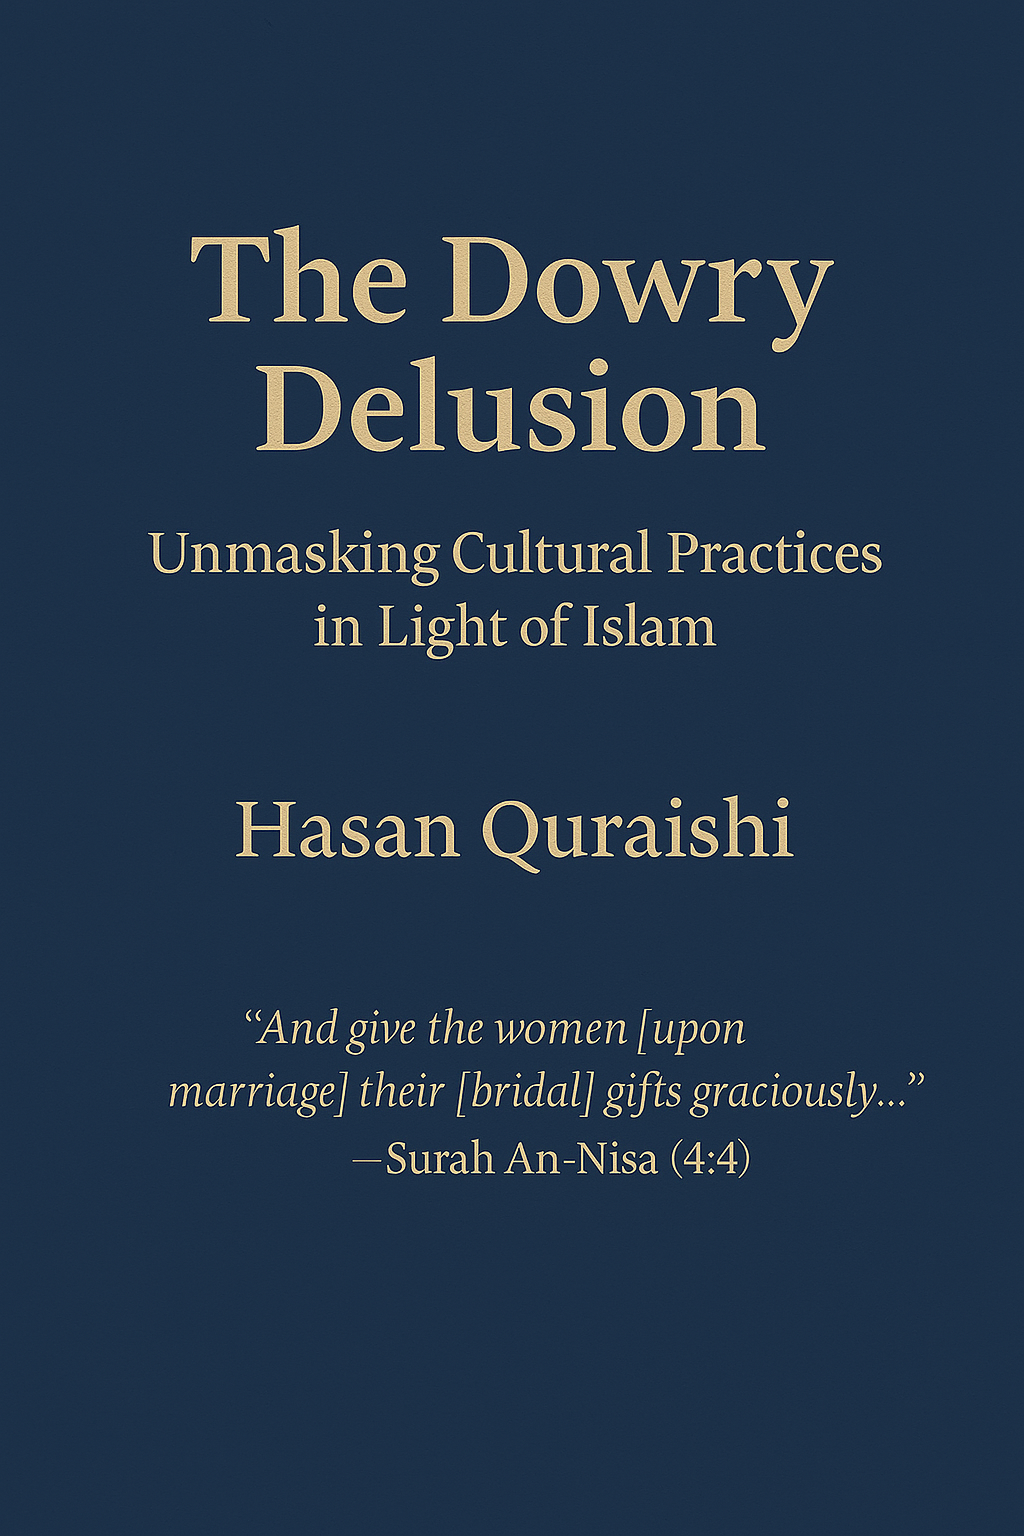 The Dowry
Delusion
Unmasking Cultural Practices
in Light of Islam
Hasan Quraishi
“And give the women [upon
marriage] their [bridal] gifts graciously...”
—Surah An-Nisa (4:4)